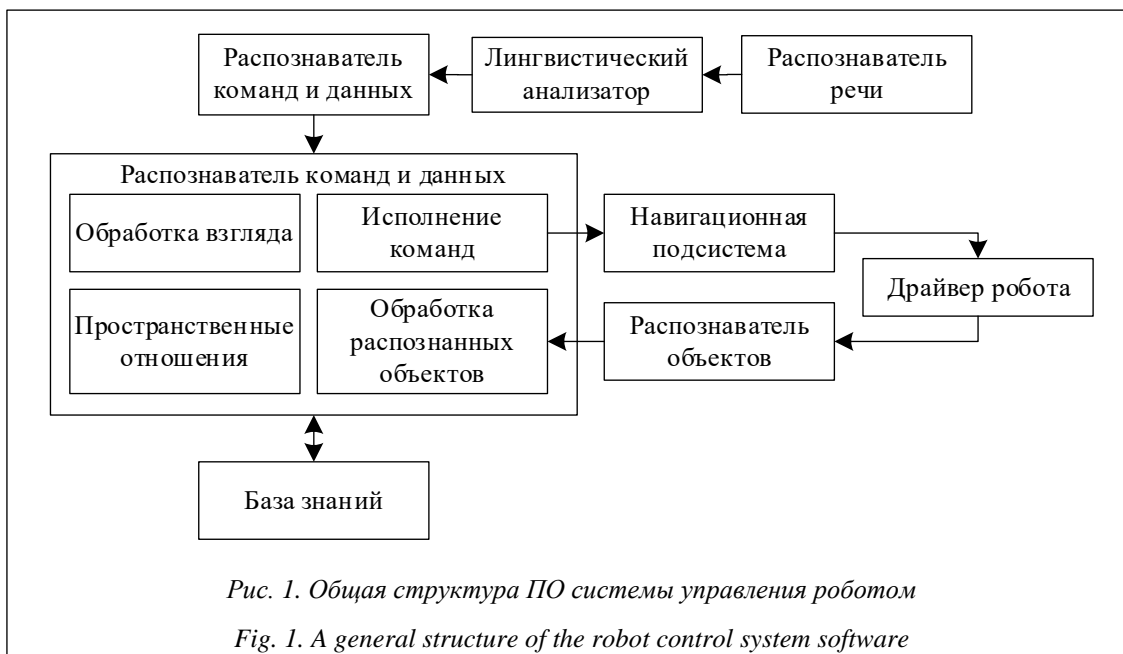 Распознаватель
команд и данных
Лингвистический
анализатор
Распознаватель
речи
Распознаватель команд и данных
Обработка взгляда
Исполнение
команд
Навигационная
подсистема
Драйвер робота
Пространственные
отношения
Обработка
распознанных
объектов
Распознаватель
объектов
База знаний
Рис. 1. Общая структура ПО системы управления роботом
Fig. 1. A general structure of the robot control system software